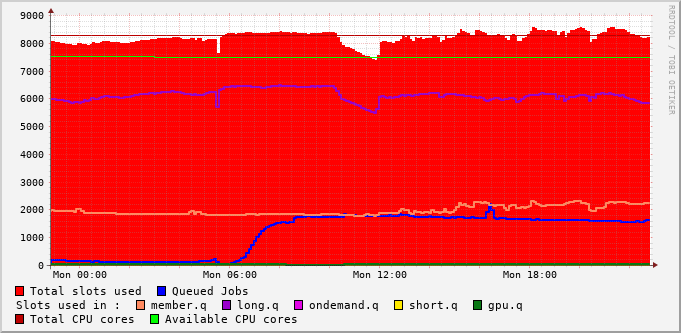 9000
8000
7000
6000
5000
4000
3000
2000
1000
0
Mon 00:00 Mon 06:00 Mon 12:00 Mon 18:00
RRDTOOL / TOBI OETIKER
Total slots used Queued Jobs
Slots used in : member.q long.q ondemand.q short.q gpu.q
Total CPU cores Available CPU cores